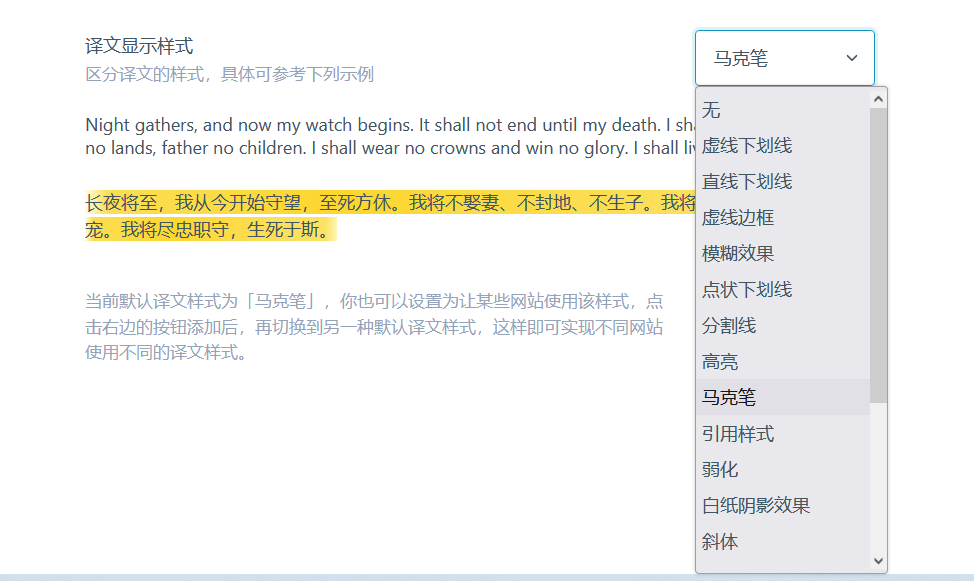 译文显示样式
马克笔
区分译文的样式，具体可参考下列示例
Night gathers, and now my watch begins. It shall not end until my death. I
no lands, father no children. I shall wear no crowns and win no glory. I shall
长夜将至，我从今开始守望，至死方休。我将不娶妻、不封地、不生子。我将
宠。我将尽忠职守，生死于斯。
当前默认译文样式为「马克笔」，你也可以设置为让某些网站使用该样式，点
击右边的按钮添加后，再切换到另一种默认译文样式，这样即可实现不同网站
使用不同的译文样式。
无
虚线下划线
直线下划线
虚线边框
模糊效果
点状下划线
分割线
高亮
马克笔
引用样式
弱化
白纸阴影效果
斜体